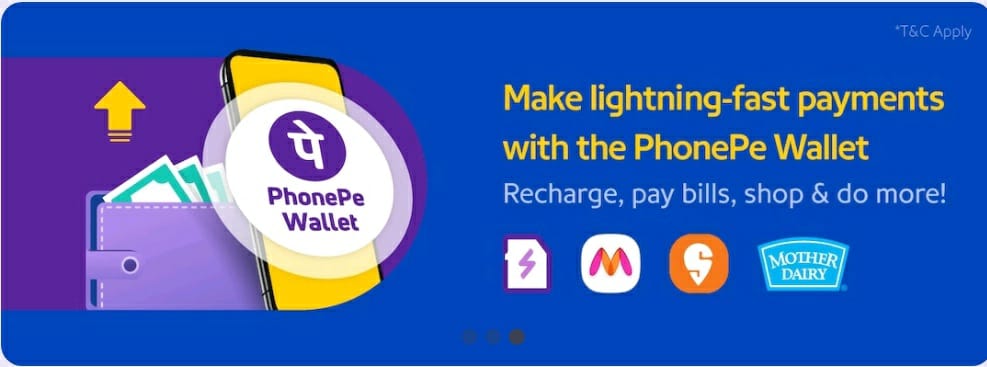 *T&C Apply
Make lightning-fast payments
with the PhonePe Wallet
Recharge, pay bills, shop & do more!
पे
PhonePe
Wallet
MOTHER
DAIRY